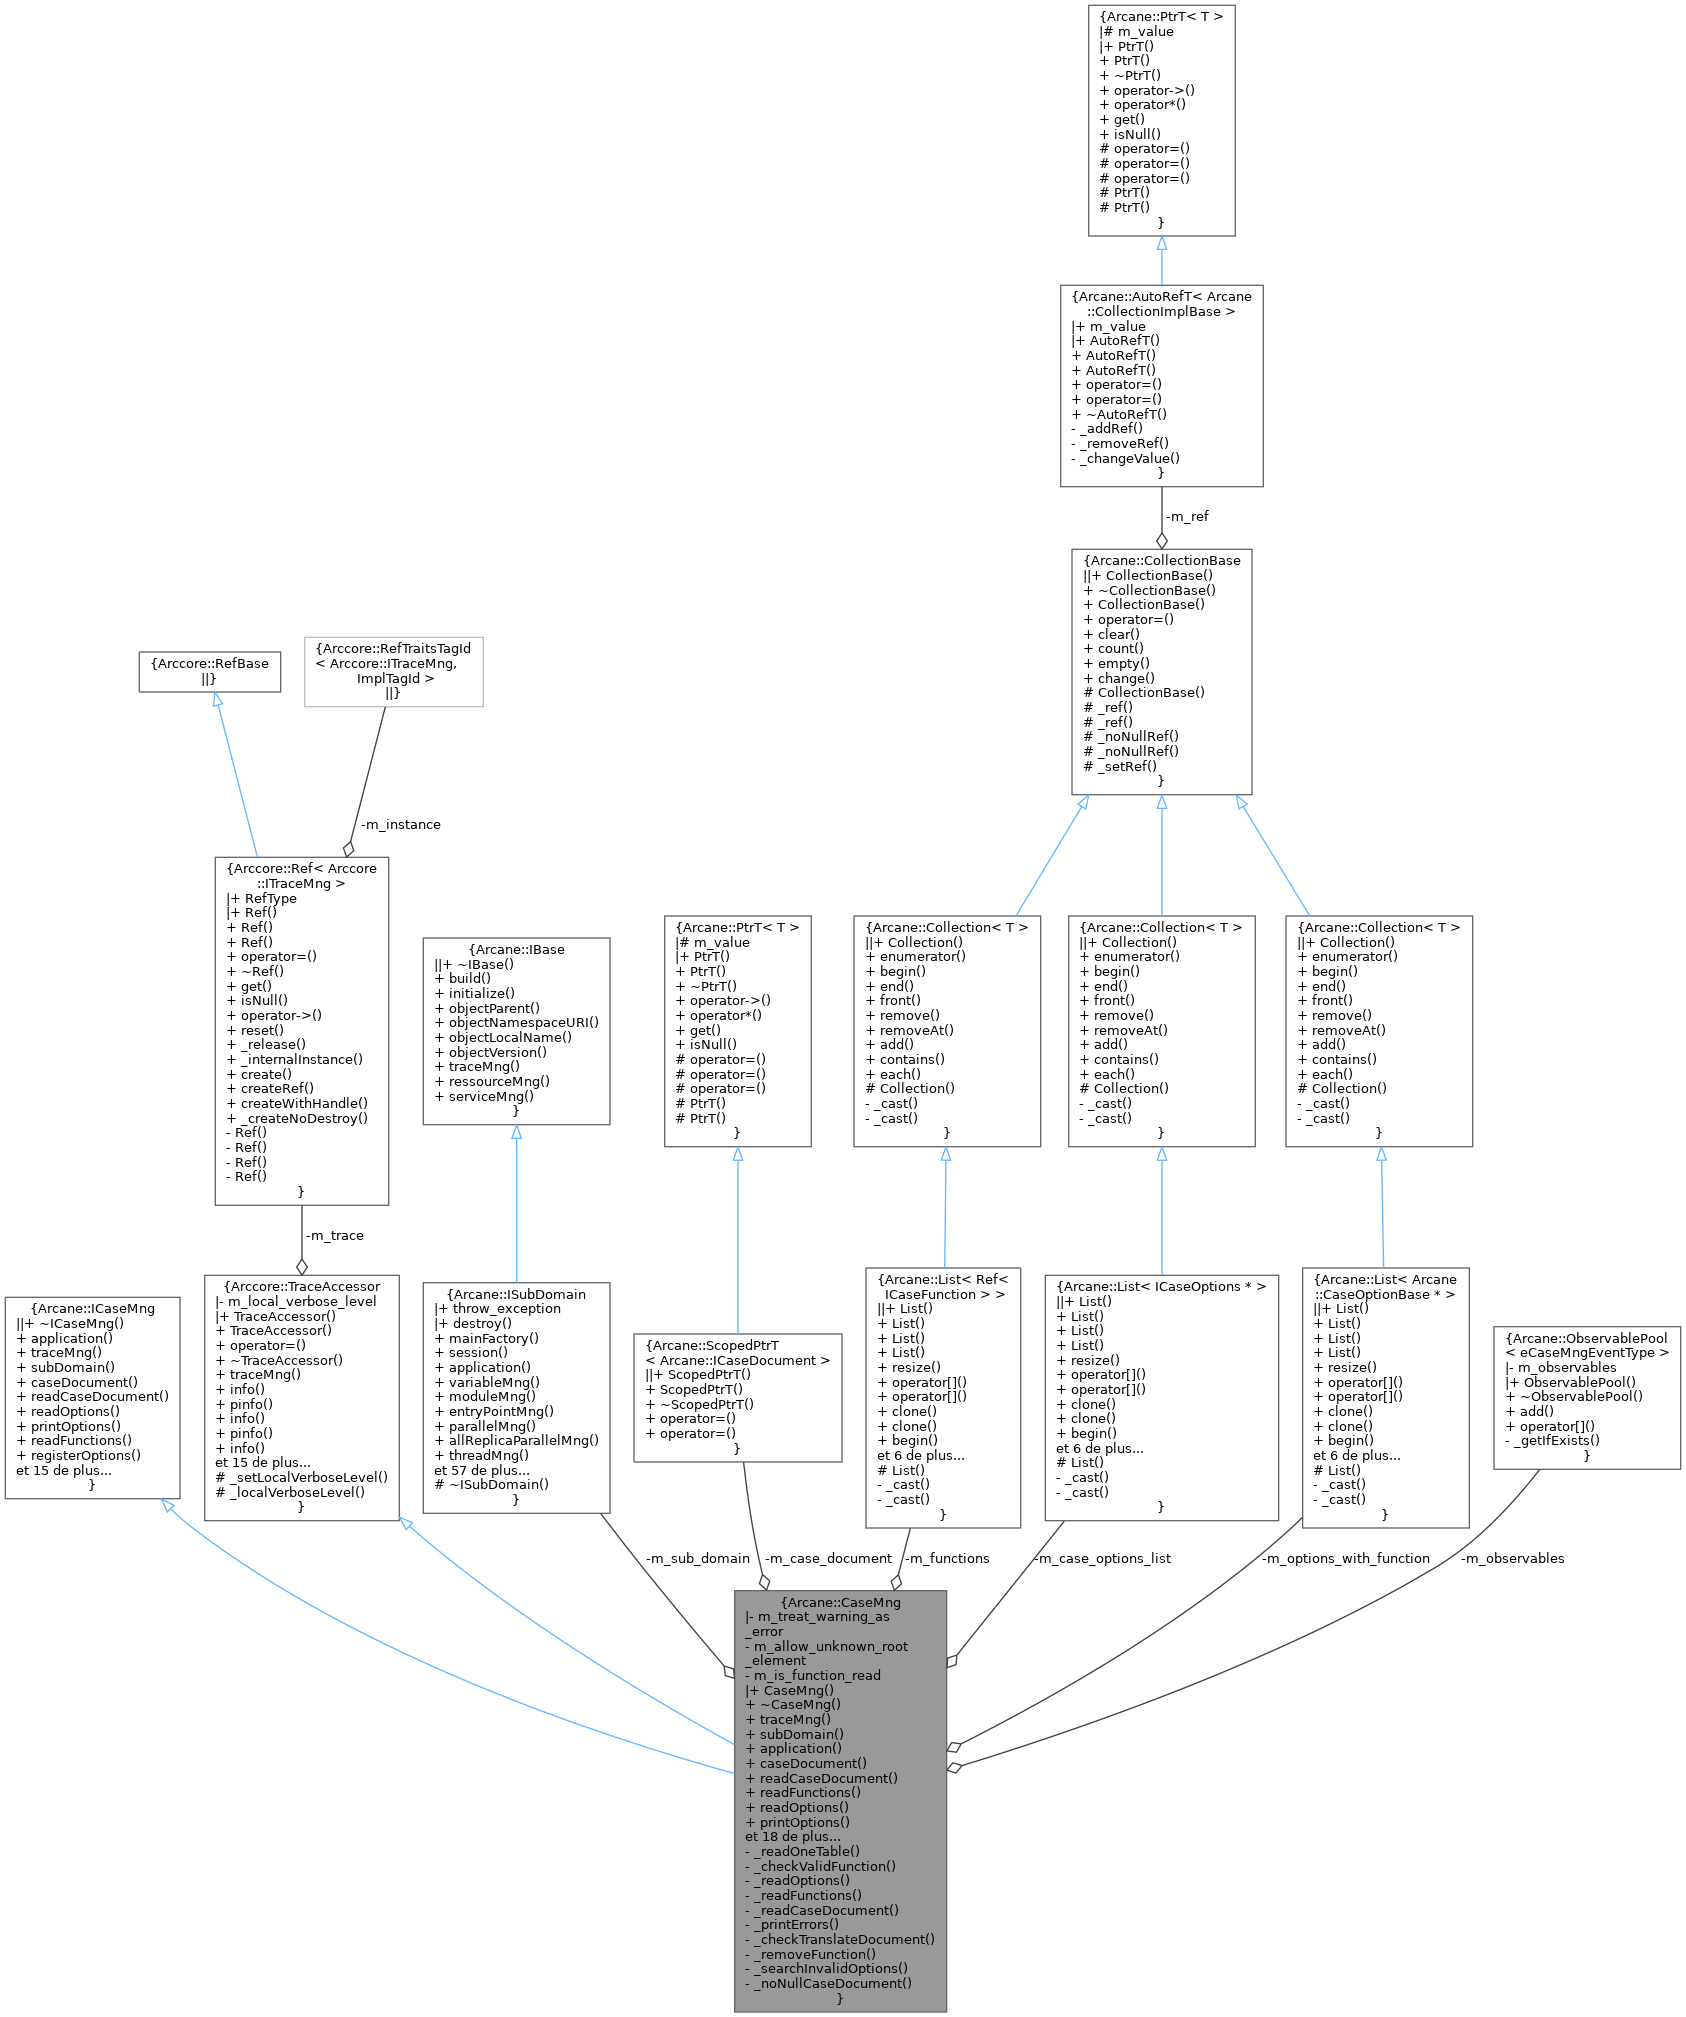 {Arcane::PtrT< T >
|# m_value
|+ PtrT()
+ PtrT()
+ ~PtrT()
+ operator->()
+ operator*()
+ get()
+ isNull()
# operator=()
# operator=()
# operator=()
# PtrT()
# PtrT()
}
{Arcane::AutoRefT< Arcane
::CollectionImplBase >
|+ m_value
|+ AutoRefT()
+ AutoRefT()
+ AutoRefT()
+ operator=()
+ operator=()
+ ~AutoRefT()
- _addRef()
- _removeRef()
- _changeValue()
}
-m_ref
{Arcane::CollectionBase
||+ CollectionBase()
+ ~CollectionBase()
+ CollectionBase()
+ operator=()
+ clear()
+ count()
+ empty()
+ change()
# CollectionBase()
# _ref()
# _ref()
# _noNullRef()
# _noNullRef()
# _setRef()
}
{Arccore::RefBase
||}
{Arccore::RefTraitsTagId
< Arccore::ITraceMng,
ImplTagId >
||}
-m_instance
{Arccore::Ref< Arccore
::ITraceMng >
|+ RefType
|+ Ref()
+ Ref()
+ Ref()
+ operator=()
+ ~Ref()
+ get()
+ isNull()
+ operator->()
+ reset()
+ _release()
+ _internalInstance()
+ create()
+ createRef()
+ createWithHandle()
+ _createNoDestroy()
- Ref()
- Ref()
- Ref()
- Ref()
}
{Arcane::IBase
||+ ~IBase()
+ build()
+ initialize()
+ objectParent()
+ objectNamespaceURI()
+ objectLocalName()
+ objectVersion()
+ traceMng()
+ ressourceMng()
+ serviceMng()
}
{Arcane::PtrT< T >
|# m_value
|+ PtrT()
+ PtrT()
+ ~PtrT()
+ operator->()
+ operator*()
+ get()
+ isNull()
# operator=()
# operator=()
# operator=()
# PtrT()
# PtrT()
}
{Arcane::Collection< T >
||+ Collection()
+ enumerator()
+ begin()
+ end()
+ front()
+ remove()
+ removeAt()
+ add()
+ contains()
+ each()
# Collection()
- _cast()
- _cast()
}
{Arcane::Collection< T >
||+ Collection()
+ enumerator()
+ begin()
+ end()
+ front()
+ remove()
+ removeAt()
+ add()
+ contains()
+ each()
# Collection()
- _cast()
- _cast()
}
{Arcane::Collection< T >
||+ Collection()
+ enumerator()
+ begin()
+ end()
+ front()
+ remove()
+ removeAt()
+ add()
+ contains()
+ each()
# Collection()
- _cast()
- _cast()
}
-m_trace
{Arcane::ICaseMng
||+ ~ICaseMng()
+ application()
+ traceMng()
+ subDomain()
+ caseDocument()
+ readCaseDocument()
+ readOptions()
+ printOptions()
+ readFunctions()
+ registerOptions()
et 15 de plus...
}
{Arccore::TraceAccessor
|- m_local_verbose_level
|+ TraceAccessor()
+ TraceAccessor()
+ operator=()
+ ~TraceAccessor()
+ traceMng()
+ info()
+ pinfo()
+ info()
+ pinfo()
+ info()
et 15 de plus...
# _setLocalVerboseLevel()
# _localVerboseLevel()
}
{Arcane::ISubDomain
|+ throw_exception
|+ destroy()
+ mainFactory()
+ session()
+ application()
+ variableMng()
+ moduleMng()
+ entryPointMng()
+ parallelMng()
+ allReplicaParallelMng()
+ threadMng()
et 57 de plus...
# ~ISubDomain()
}
{Arcane::ScopedPtrT
< Arcane::ICaseDocument >
||+ ScopedPtrT()
+ ScopedPtrT()
+ ~ScopedPtrT()
+ operator=()
+ operator=()
}
{Arcane::List< Ref<
ICaseFunction > >
||+ List()
+ List()
+ List()
+ List()
+ resize()
+ operator[]()
+ operator[]()
+ clone()
+ clone()
+ begin()
et 6 de plus...
# List()
- _cast()
- _cast()
}
{Arcane::List< ICaseOptions * >
||+ List()
+ List()
+ List()
+ List()
+ resize()
+ operator[]()
+ operator[]()
+ clone()
+ clone()
+ begin()
et 6 de plus...
# List()
- _cast()
- _cast()
}
{Arcane::List< Arcane
::CaseOptionBase * >
||+ List()
+ List()
+ List()
+ List()
+ resize()
+ operator[]()
+ operator[]()
+ clone()
+ clone()
+ begin()
et 6 de plus...
# List()
- _cast()
- _cast()
}
{Arcane::ObservablePool
< eCaseMngEventType >
|- m_observables
|+ ObservablePool()
+ ~ObservablePool()
+ add()
+ operator[]()
- _getIfExists()
}
-m_sub_domain
-m_case_document
-m_functions
-m_case_options_list
-m_options_with_function
-m_observables
{Arcane::CaseMng
|- m_treat_warning_as
_error
- m_allow_unknown_root
_element
- m_is_function_read
|+ CaseMng()
+ ~CaseMng()
+ traceMng()
+ subDomain()
+ application()
+ caseDocument()
+ readCaseDocument()
+ readFunctions()
+ readOptions()
+ printOptions()
et 18 de plus...
- _readOneTable()
- _checkValidFunction()
- _readOptions()
- _readFunctions()
- _readCaseDocument()
- _printErrors()
- _checkTranslateDocument()
- _removeFunction()
- _searchInvalidOptions()
- _noNullCaseDocument()
}